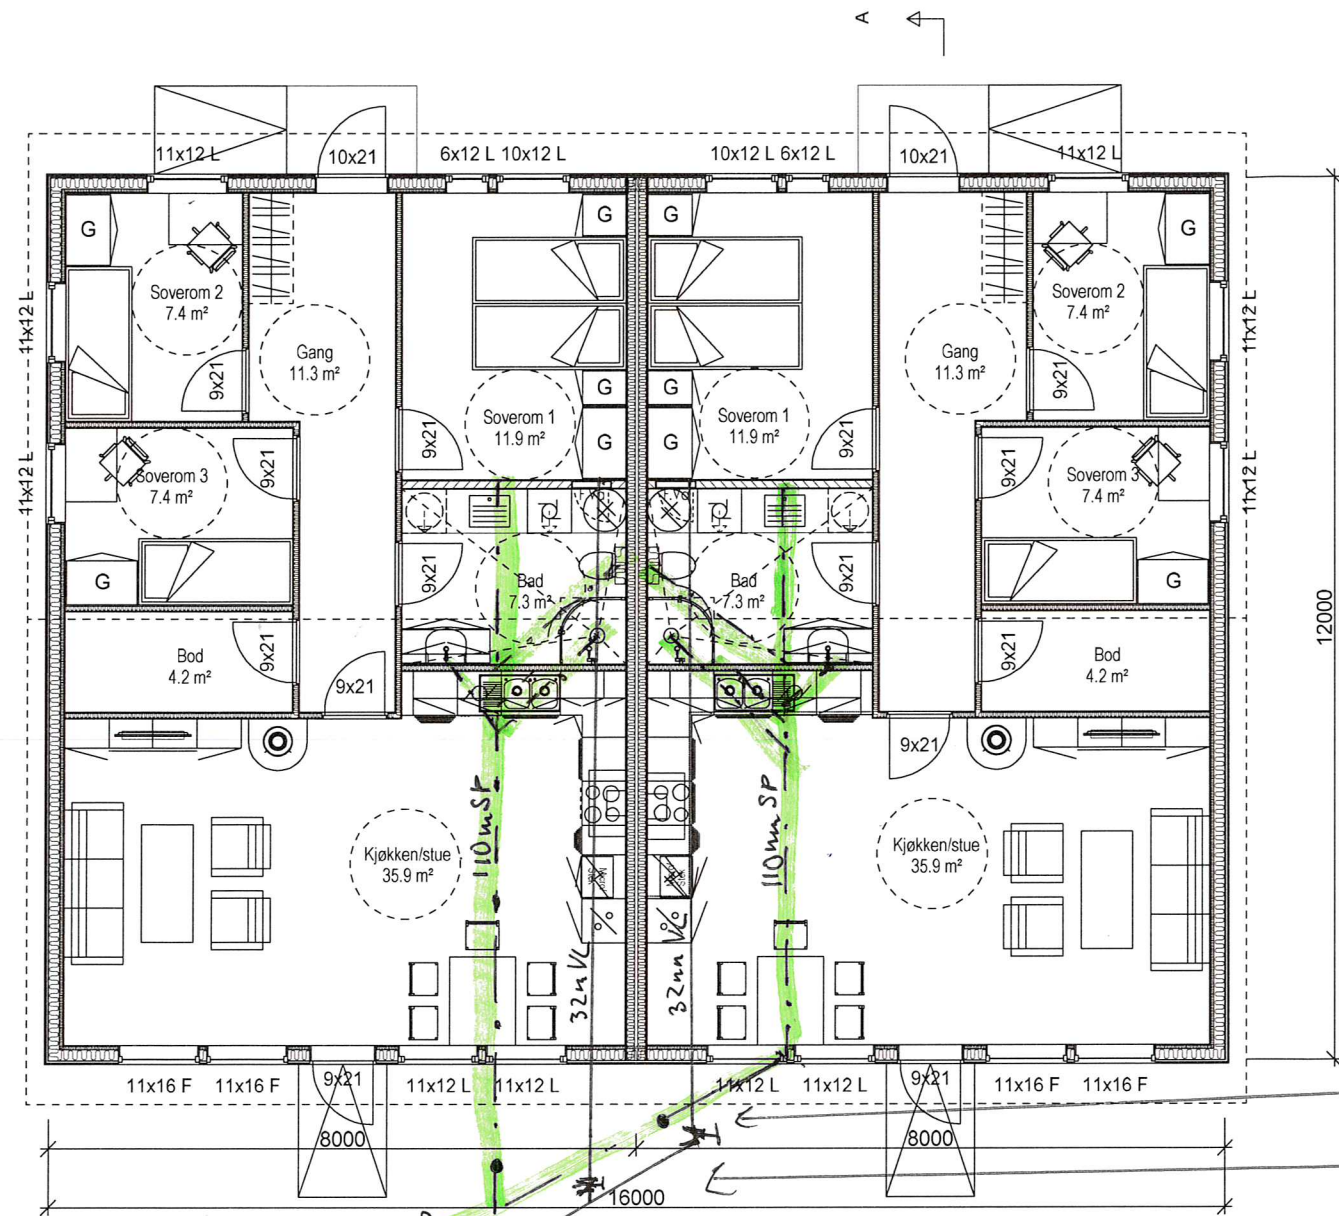 A
11x12 L
10x21
6x12 L
10x12 L
10x12 L
6x12 L
10x21
11x12 L
G
G
G
G
Soverom 2
7.4 m²
Soverom 2
7.4 m²
11x12 L
11x12 L
Gang
11.3 m²
Gang
11.3 m²
9x21
9x21
G
G
Soverom 1
11.9 m²
Soverom 1
11.9 m²
9x21
G
G
9x21
9x21
9x21
Soverom 3
7.4 m²
Soverom 3
7.4 m²
11x12 L
11x12 L
G
G
9x21
9x21
Bad
7.3 m²
Bad
7.3 m²
12000
Bod
4.2 m²
9x21
9x21
9x21
Bod
4.2 m²
9x21
110mm SP
110mm SP
Kjøkken/stue
35.9 m²
Kjøkken/stue
35.9 m²
32m VL
32mm VL
11x16 F
11x16 F
9x21
11x12 L
11x12 L
11x12 L
11x12 L
9x21
11x16 F
11x16 F
8000
8000
16000